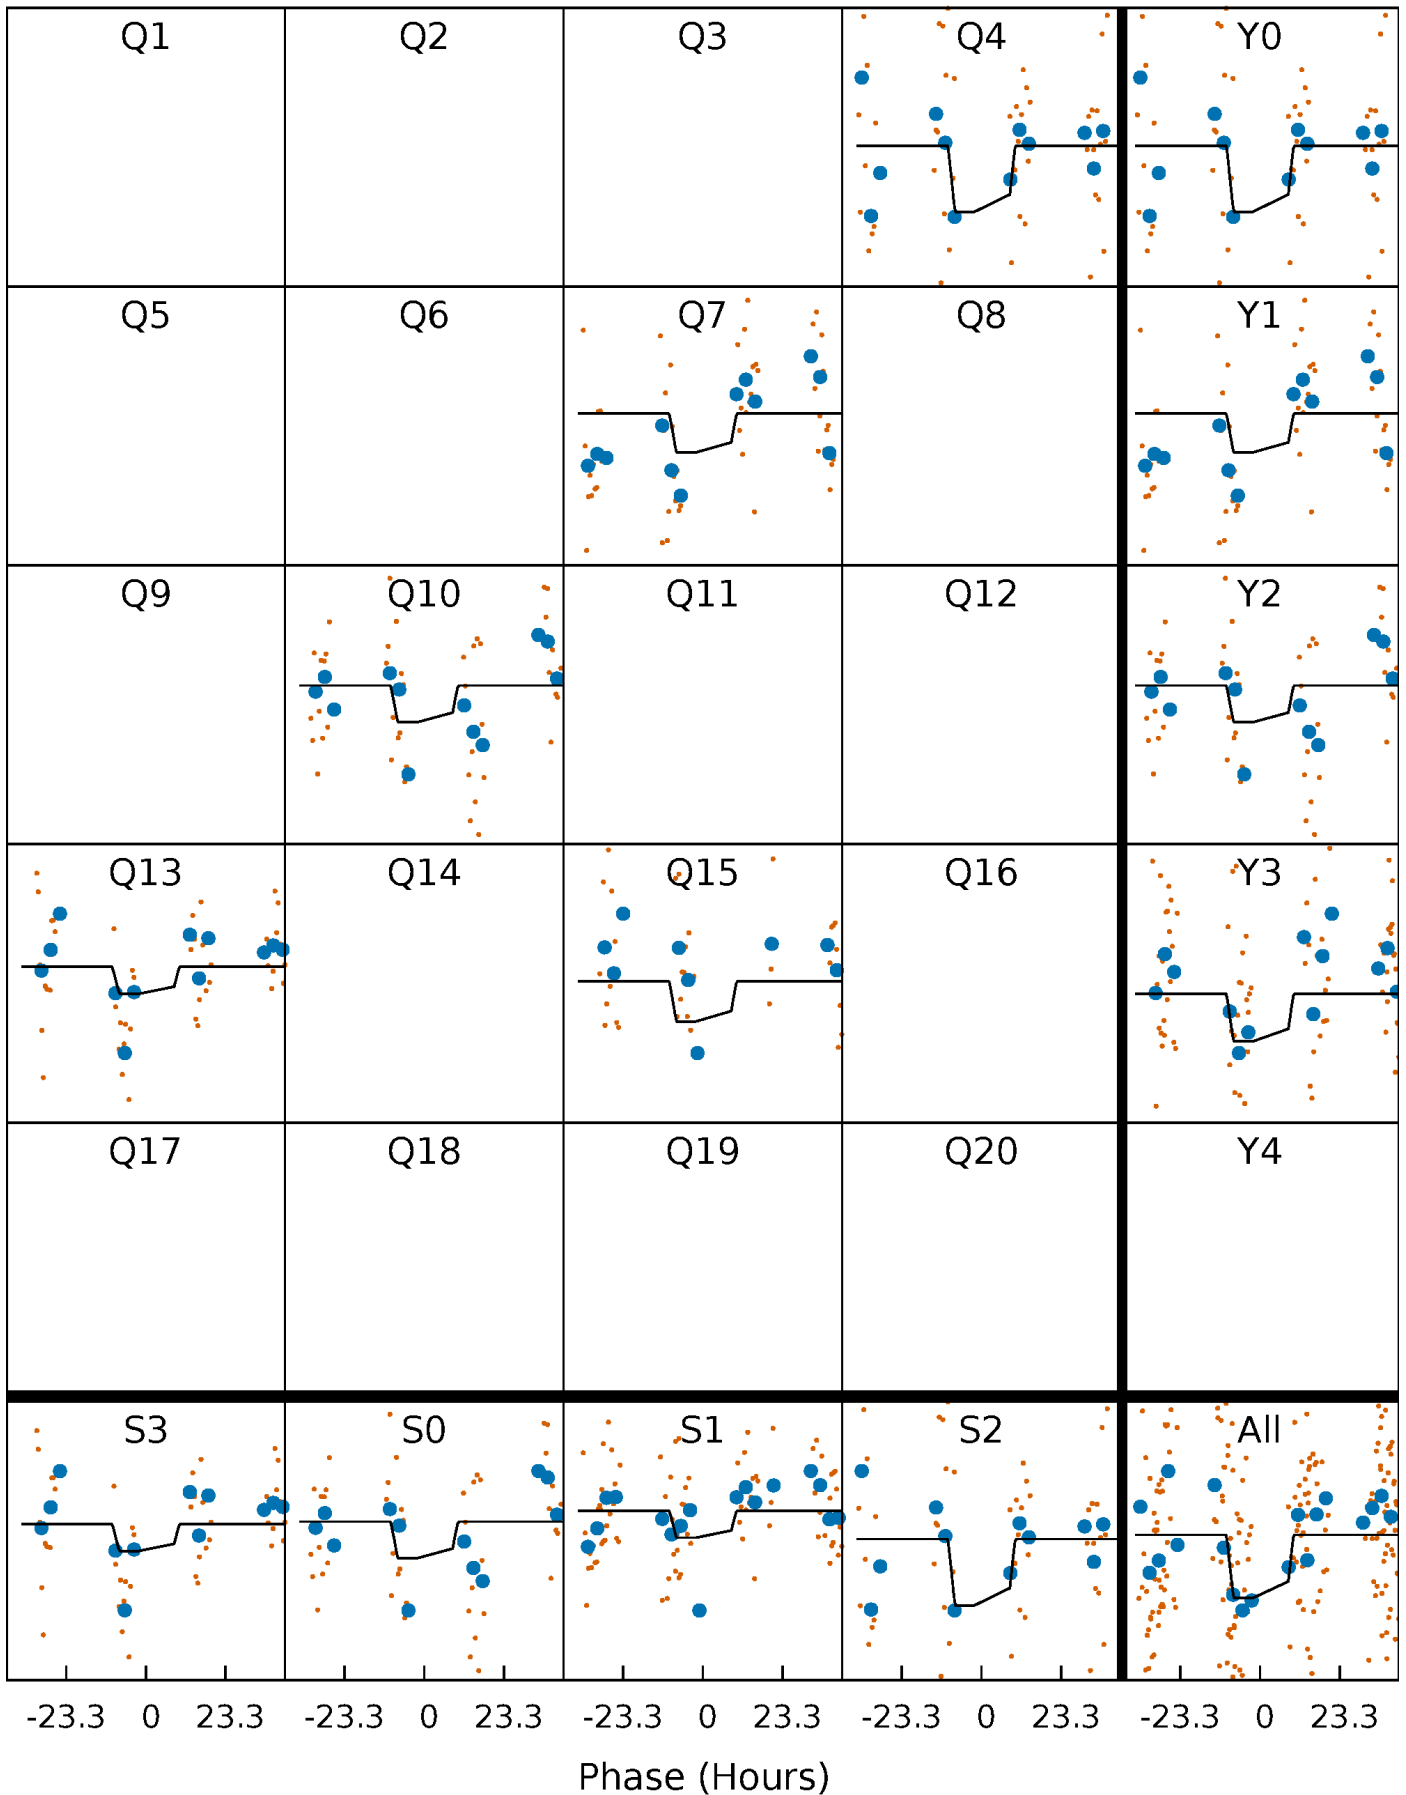 Q1 Q2 Q3 Q4 Y0
Q5 Q6 Q7 Q8 Y1
Q9 Q10 Q11 Q12 Y2
Q13 Q14 Q15 Q16 Y3
Q17 Q18 Q19 Q20 Y4
S3 S0 S1 S2 All
-23.3 0 23.3 -23.3 0 23.3 -23.3 0 23.3 -23.3 0 23.3 -23.3 0 23.3
Phase (Hours)